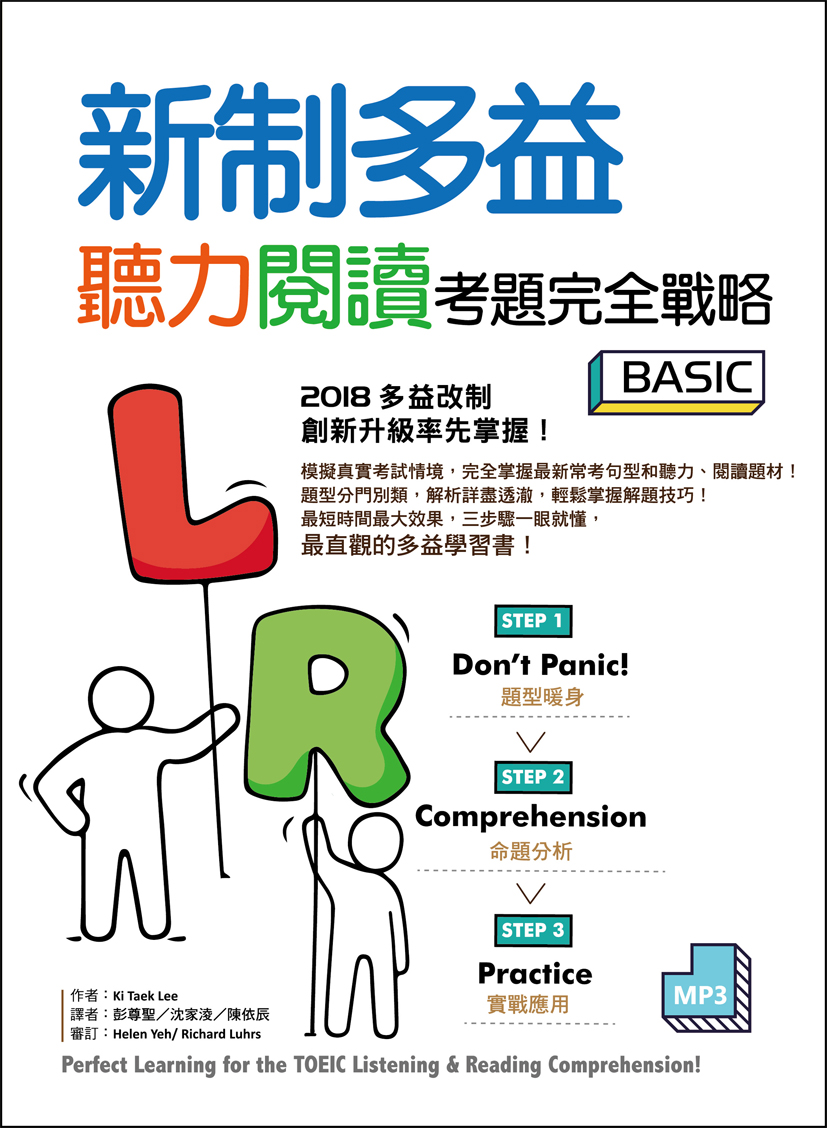 新制多益
聽力閱讀考題完全戰略
BASIC
2018 多益改制
創新升級率先掌握！
模擬真實考試情境，完全掌握最新常考句型和聽力、閱讀題材！
題型分門別類，解析詳盡透澈，輕鬆掌握解題技巧！
最短時間最大效果，三步驟一眼就懂，
最直觀的多益學習書！
L
R
STEP 1
Don't Panic!
題型暖身
STEP 2
Comprehension
命題分析
STEP 3
Practice
實戰應用
MP3
作者：Ki Taek Lee
譯者：彭尊聖／沈家淩／陳依辰
審訂：Helen Yeh/ Richard Luhrs
Perfect Learning for the TOEIC Listening & Reading Comprehension!